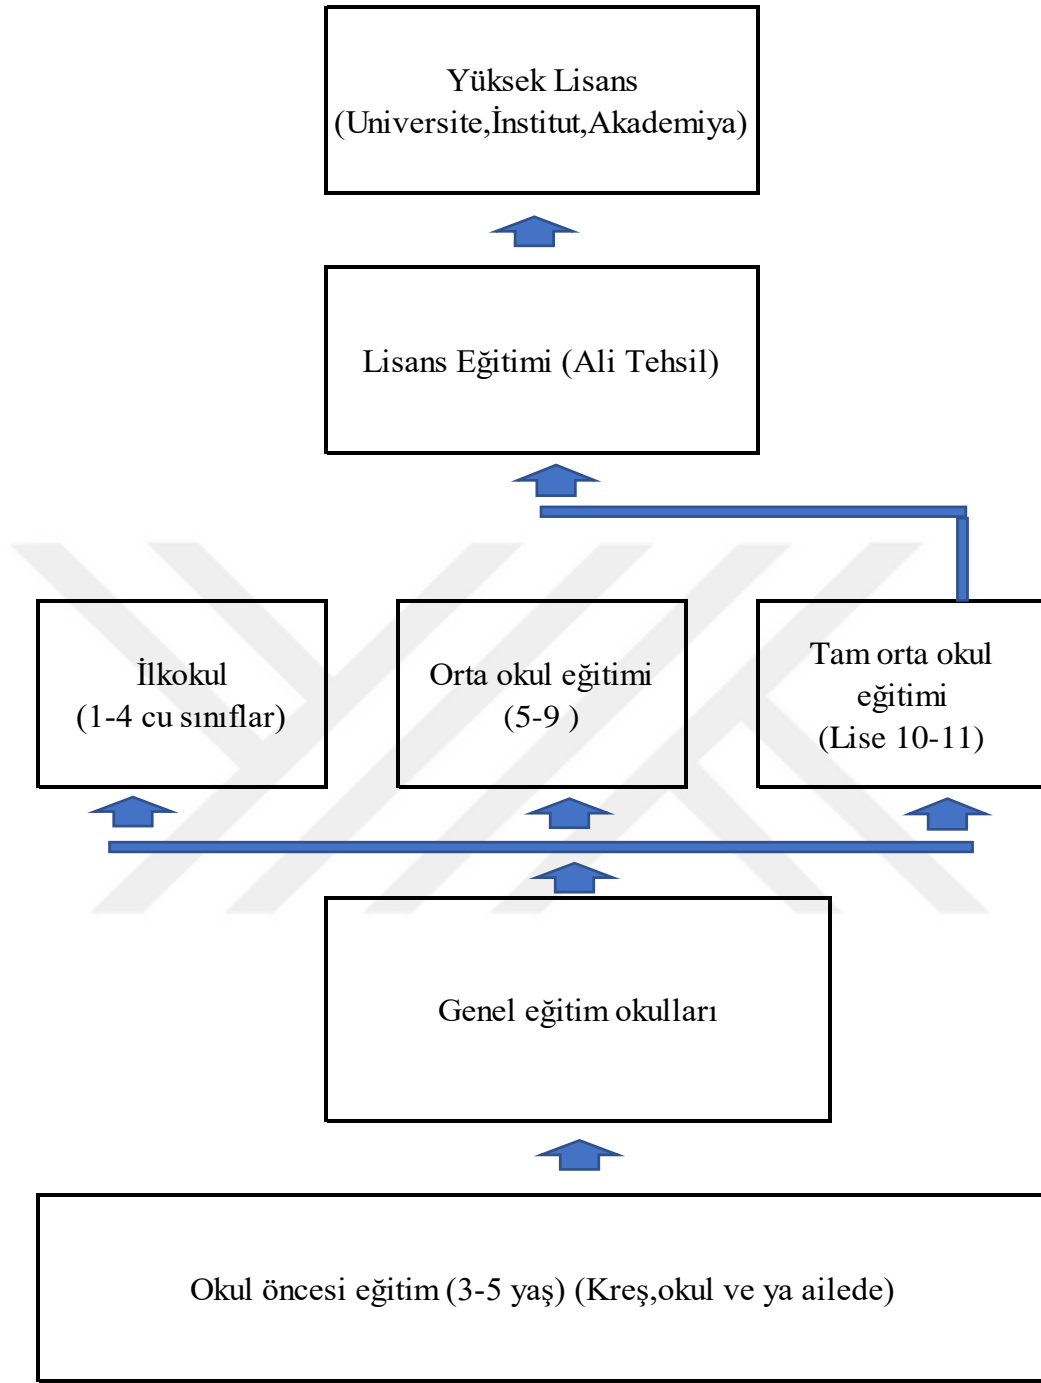 Yüksek Lisans
(Universite,İnstitut,Akademiya)
Lisans Eğitimi (Ali Tehsil)
İlkokul
(1-4 cu sınıflar)
Orta okul eğitimi
(5-9 )
Tam orta okul
eğitimi
(Lise 10-11)
Genel eğitim okulları
Okul öncesi eğitim (3-5 yaş) (Kreş,okul ve ya ailede)